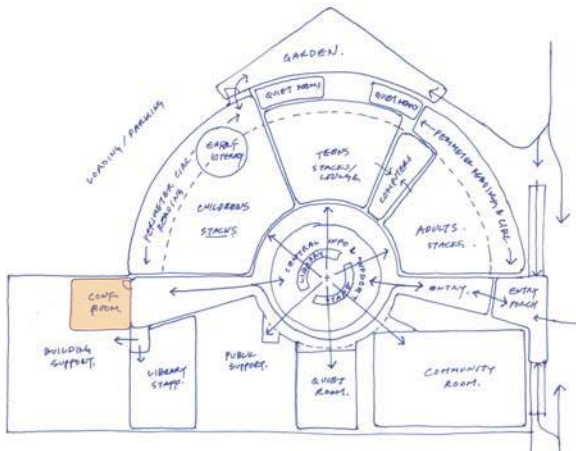 GARDEN.
QUIET ROOMS
QUIET ROOMS
LOADING/PARKING
PERIMETER CIRC.
READING
EARLY
LITERACY
TEENS
STACKS/
LOUNGE
COMPUTERS
PERIMETER READING & CIRC.
CHILDRENS
STACKS
ADULTS
STACKS.
CENTRAL INFO &
LIBRARY
STAFF
CONF.
ROOM.
ENTRY.
ENTRY
PORCH
BUILDING
SUPPORT.
LIBRARY
STAFF
PUBLIC
SUPPORT.
QUIET
ROOM.
COMMUNITY
ROOM.